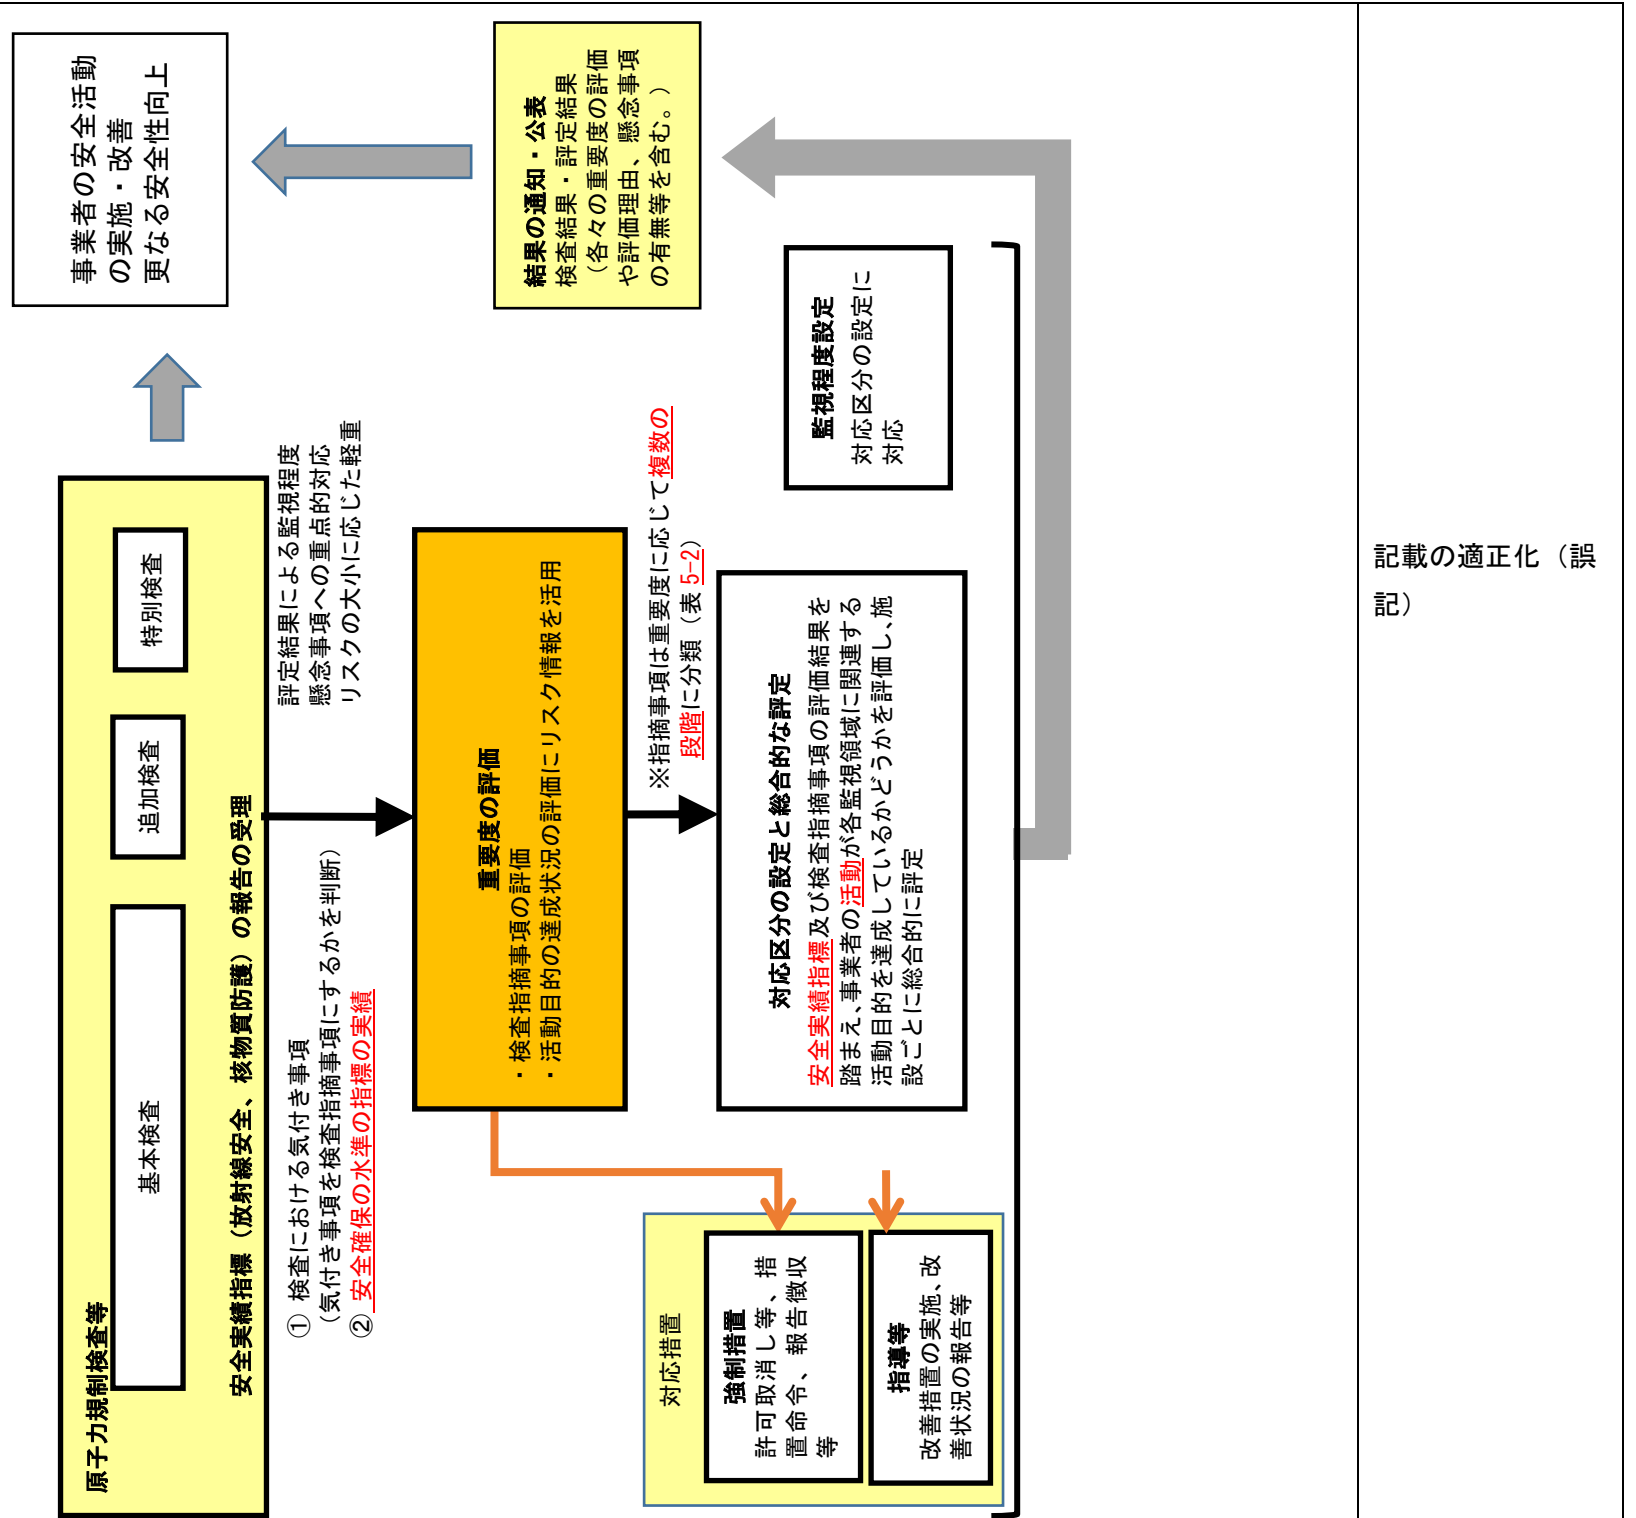 原子力規制検査等
基本検査
追加検査
特別検査
安全実績指標（放射線安全、核物質防護）の報告の受理
事業者の安全活動
の実施・改善
更なる安全性向上
① 検査における気付き事項
（気付き事項を検査指摘事項にするかを判断）
② 安全確保の水準の指標の実績
評定結果による監視程度
懸念事項への重点的対応
リスクの大小に応じた軽重
重要度の評価
・検査指摘事項の評価
・活動目的の達成状況の評価にリスク情報を活用
結果の通知・公表
検査結果・評定結果
（各々の重要度の評価
や評価理由、懸念事項
の有無等を含む。）
※指摘事項は重要度に応じて複数の
段階に分類（表 5-2）
対応措置
強制措置
許可取消し等、措
置命令、報告徴収
等
指導等
改善措置の実施、改
善状況の報告等
対応区分の設定と総合的な評定
安全実績指標及び検査指摘事項の評価結果を
踏まえ、事業者の活動が各監視領域に関連する
活動目的を達成しているかどうかを評価し、施
設ごとに総合的に評定
監視程度設定
対応区分の設定に
対応
記載の適正化（誤
記）